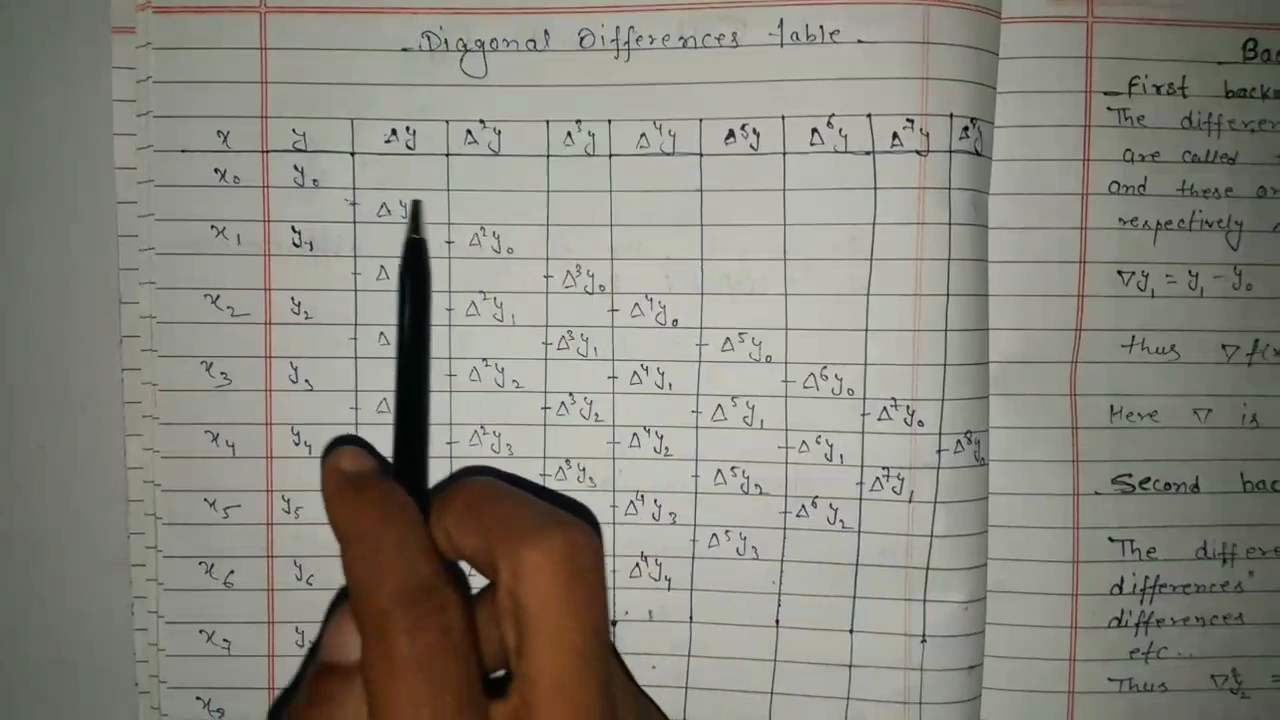 Diagonal Differences table
x y Δy Δ²y Δ³y Δ⁴y Δ⁵y Δ⁶y Δ⁷y Δ⁸y
x₀ y₀
Δy
x₁ y₁ Δ²y₀
Δ Δ³y₀
x₂ y₂ Δ²y₁ Δ⁴y₀
Δ Δ³y₁ Δ⁵y₀
x₃ y₃ Δ²y₂ Δ⁴y₁ Δ⁶y₀
Δ Δ³y₂ Δ⁵y₁ Δ⁷y₀
x₄ y₄ Δ²y₃ Δ⁴y₂ Δ⁶y₁ Δ⁸y₀
Δ³y₃ Δ⁵y₂ Δ⁷y₁
x₅ y₅ Δ⁴y₃ Δ⁶y₂
Δ⁵y₃
x₆ y₆ Δ⁴y₄
x₇
First
The
are called
and these
respectively
∇y₁ = y₁ - y₀
thus
Here ∇ is
Second
The
differences
differences
etc..
Thus